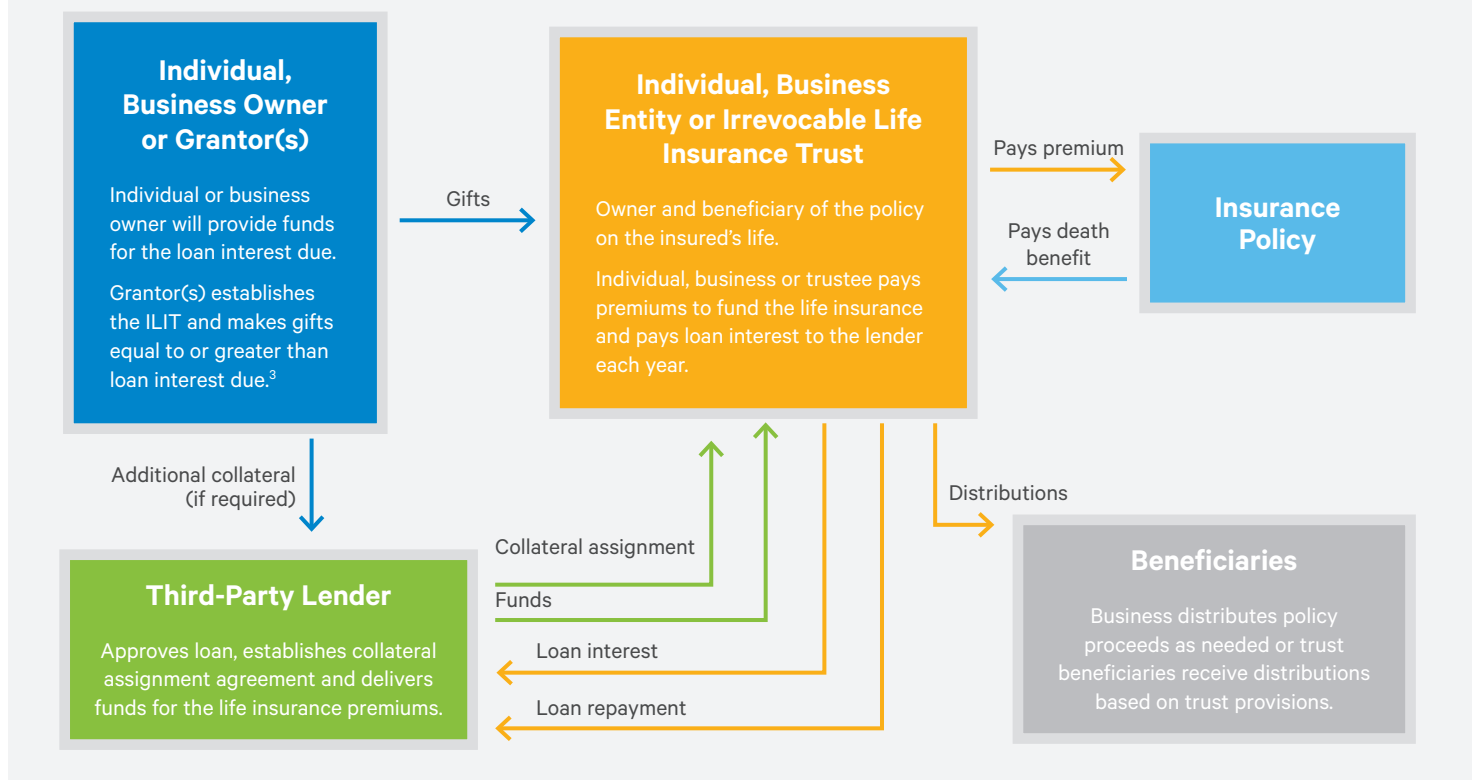 Individual,
Business Owner
or Grantor(s)
Individual or business
owner will provide funds
for the loan interest due.
Grantor(s) establishes
the ILIT and makes gifts
equal to or greater than
loan interest due.³
Gifts
Individual, Business
Entity or Irrevocable Life
Insurance Trust
Owner and beneficiary of the policy
on the insured's life.
Individual, business or trustee pays
premiums to fund the life insurance
and pays loan interest to the lender
each year.
Pays premium
Pays death
benefit
Insurance
Policy
Additional collateral
(if required)
Third-Party Lender
Approves loan, establishes collateral
assignment agreement and delivers
funds for the life insurance premiums.
Collateral assignment
Funds
Loan interest
Loan repayment
Distributions
Beneficiaries
Business distributes policy
proceeds as needed or trust
beneficiaries receive distributions
based on trust provisions.